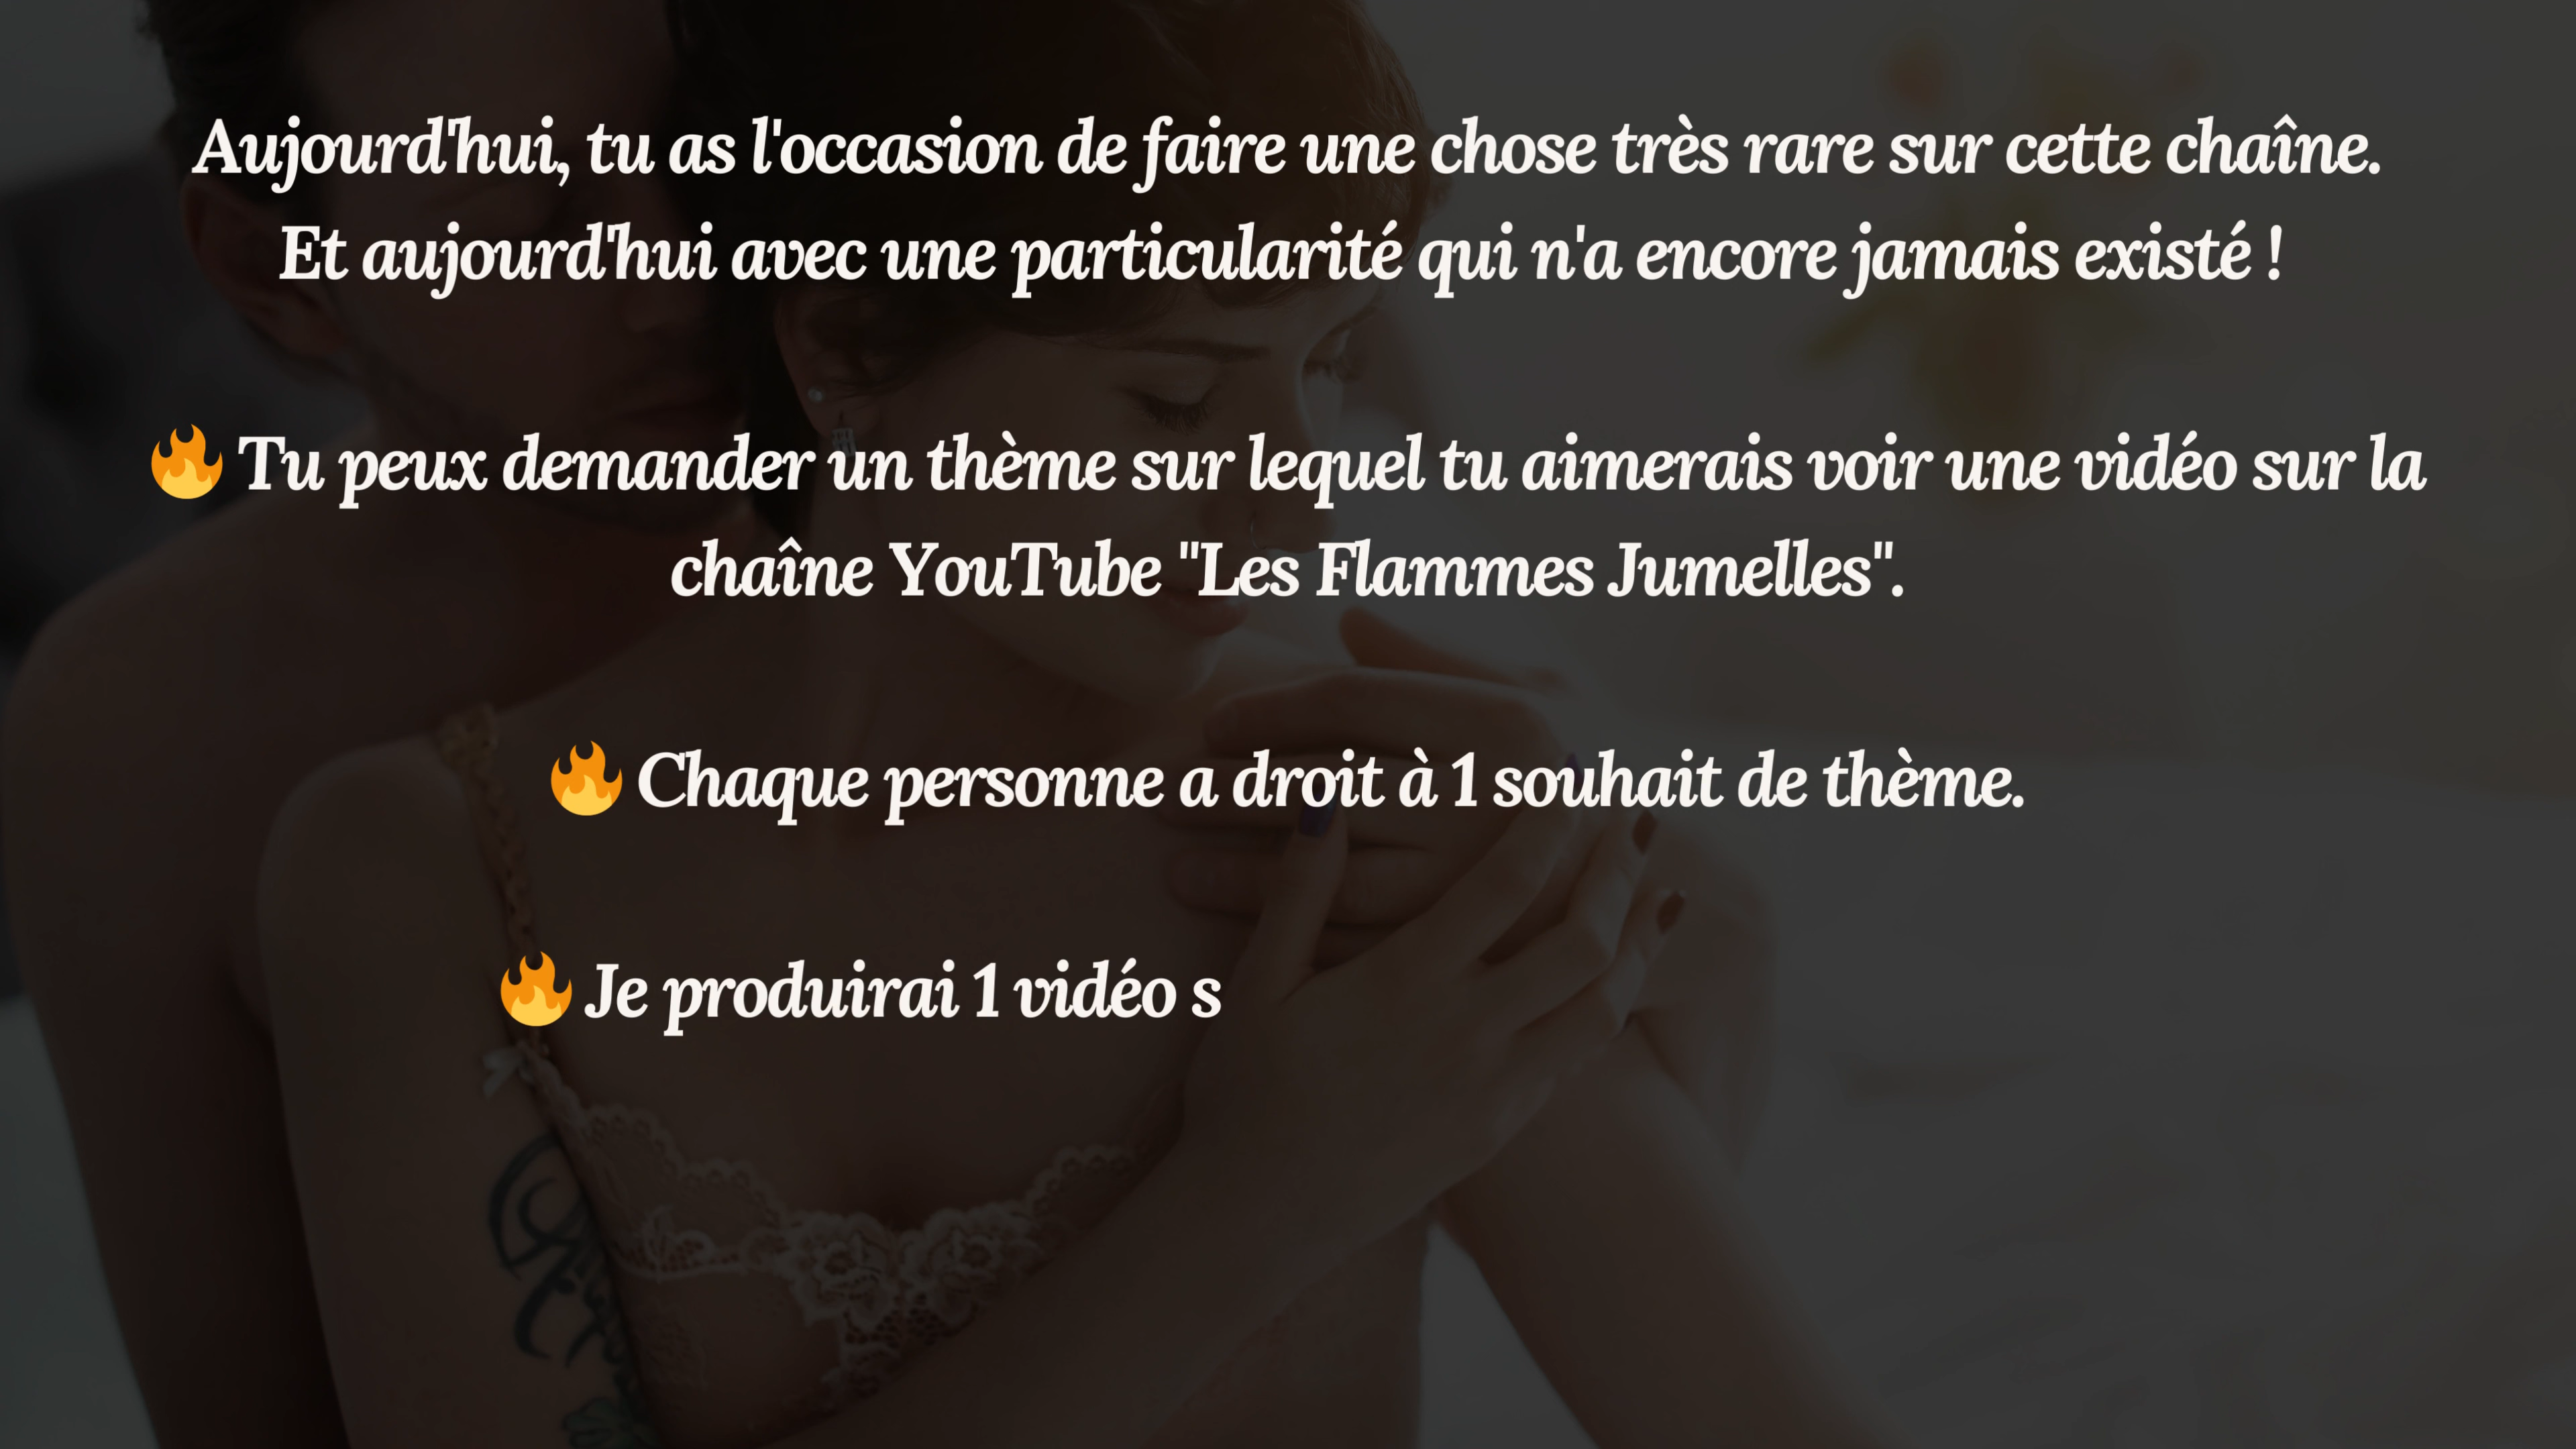 Aujourd'hui, tu as l'occasion de faire une chose très rare sur cette chaîne.
Et aujourd'hui avec une particularité qui n'a encore jamais existé !
🔥 Tu peux demander un thème sur lequel tu aimerais voir une vidéo sur la
chaîne YouTube "Les Flammes Jumelles".
🔥 Chaque personne a droit à 1 souhait de thème.
🔥 Je produirai 1 vidéo s